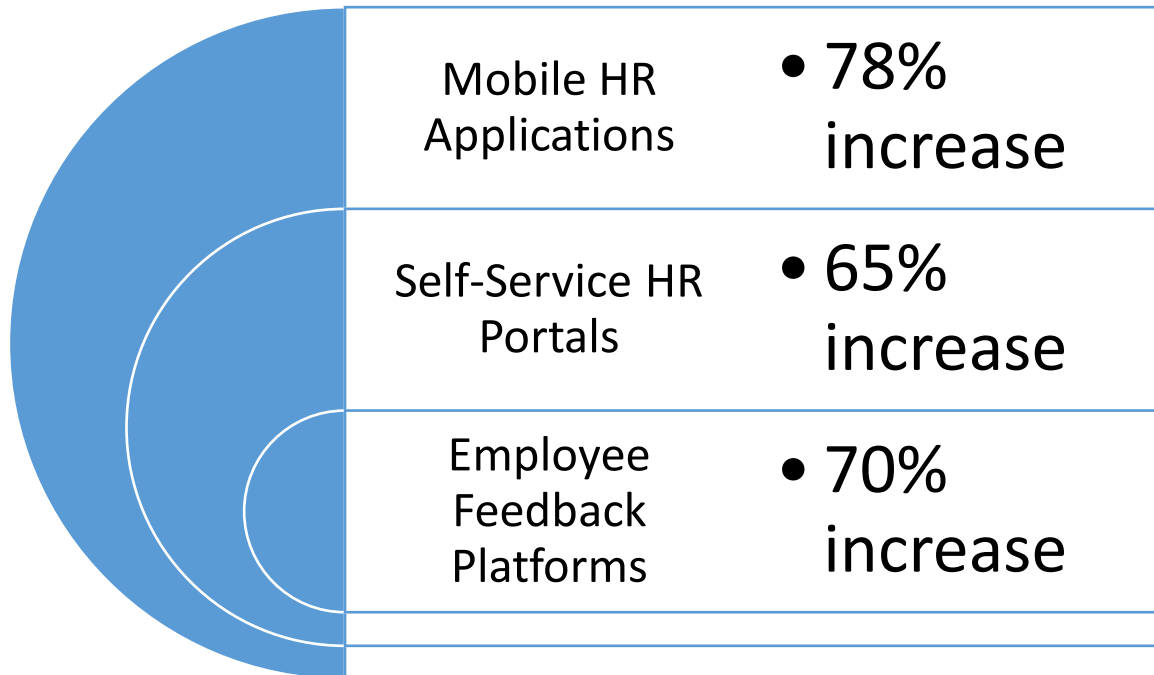 Mobile HR
Applications
• 78%
increase
Self-Service HR
Portals
• 65%
increase
Employee
Feedback
Platforms
• 70%
increase